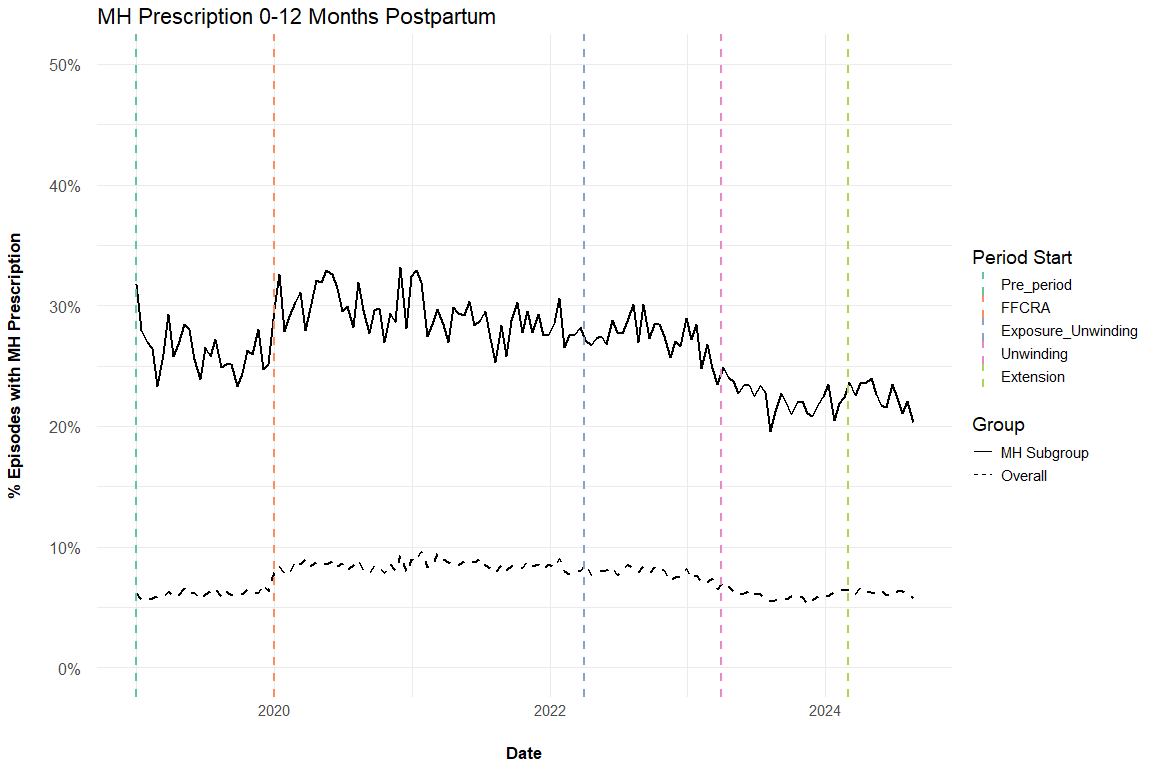 MH Prescription 0-12 Months Postpartum
50%
40%
30%
20%
10%
0%
% Episodes with MH Prescription
2020
2022
2024
Date
Period Start
Pre_period
FFCRA
Exposure_Unwinding
Unwinding
Extension
Group
MH Subgroup
Overall